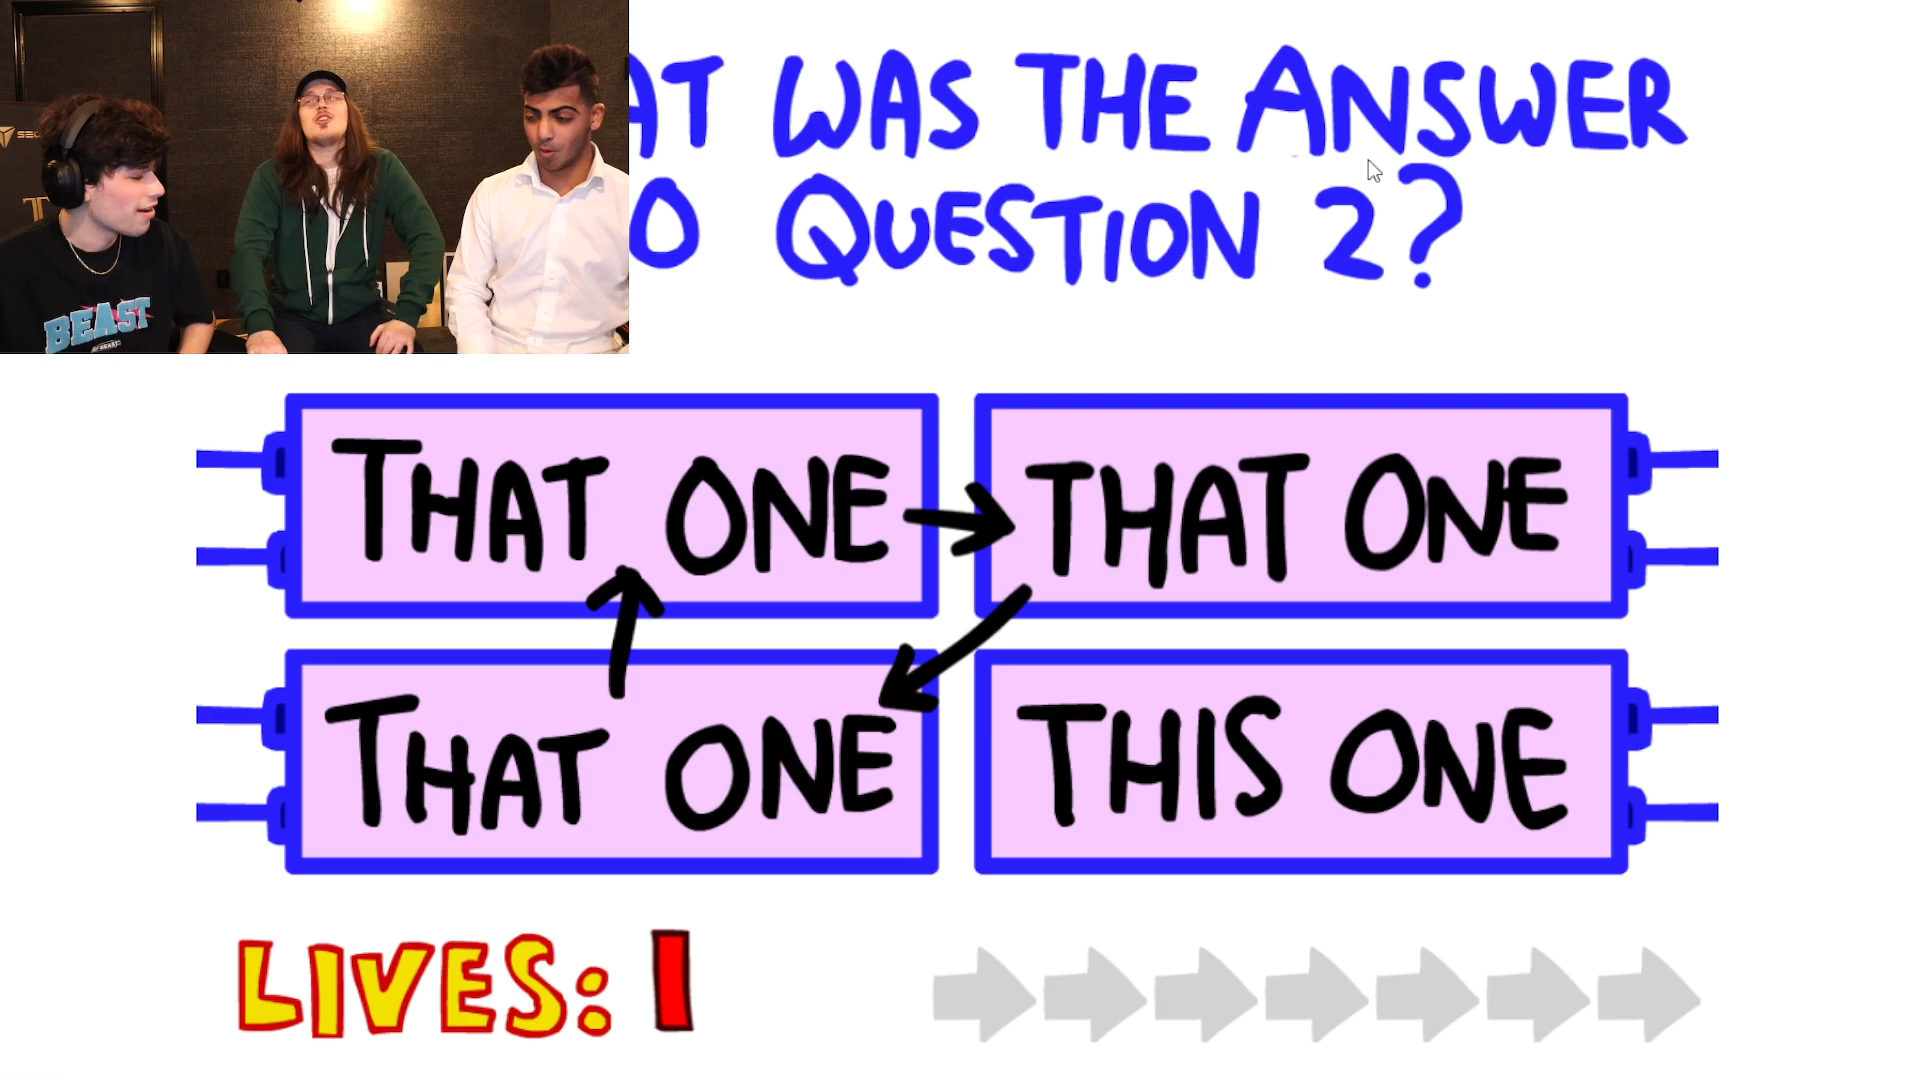 AT WAS THE ANSWER
O QUESTION 2?
BEAST
THAT ONE → THAT ONE
THAT ONE THIS ONE
LIVES: 1